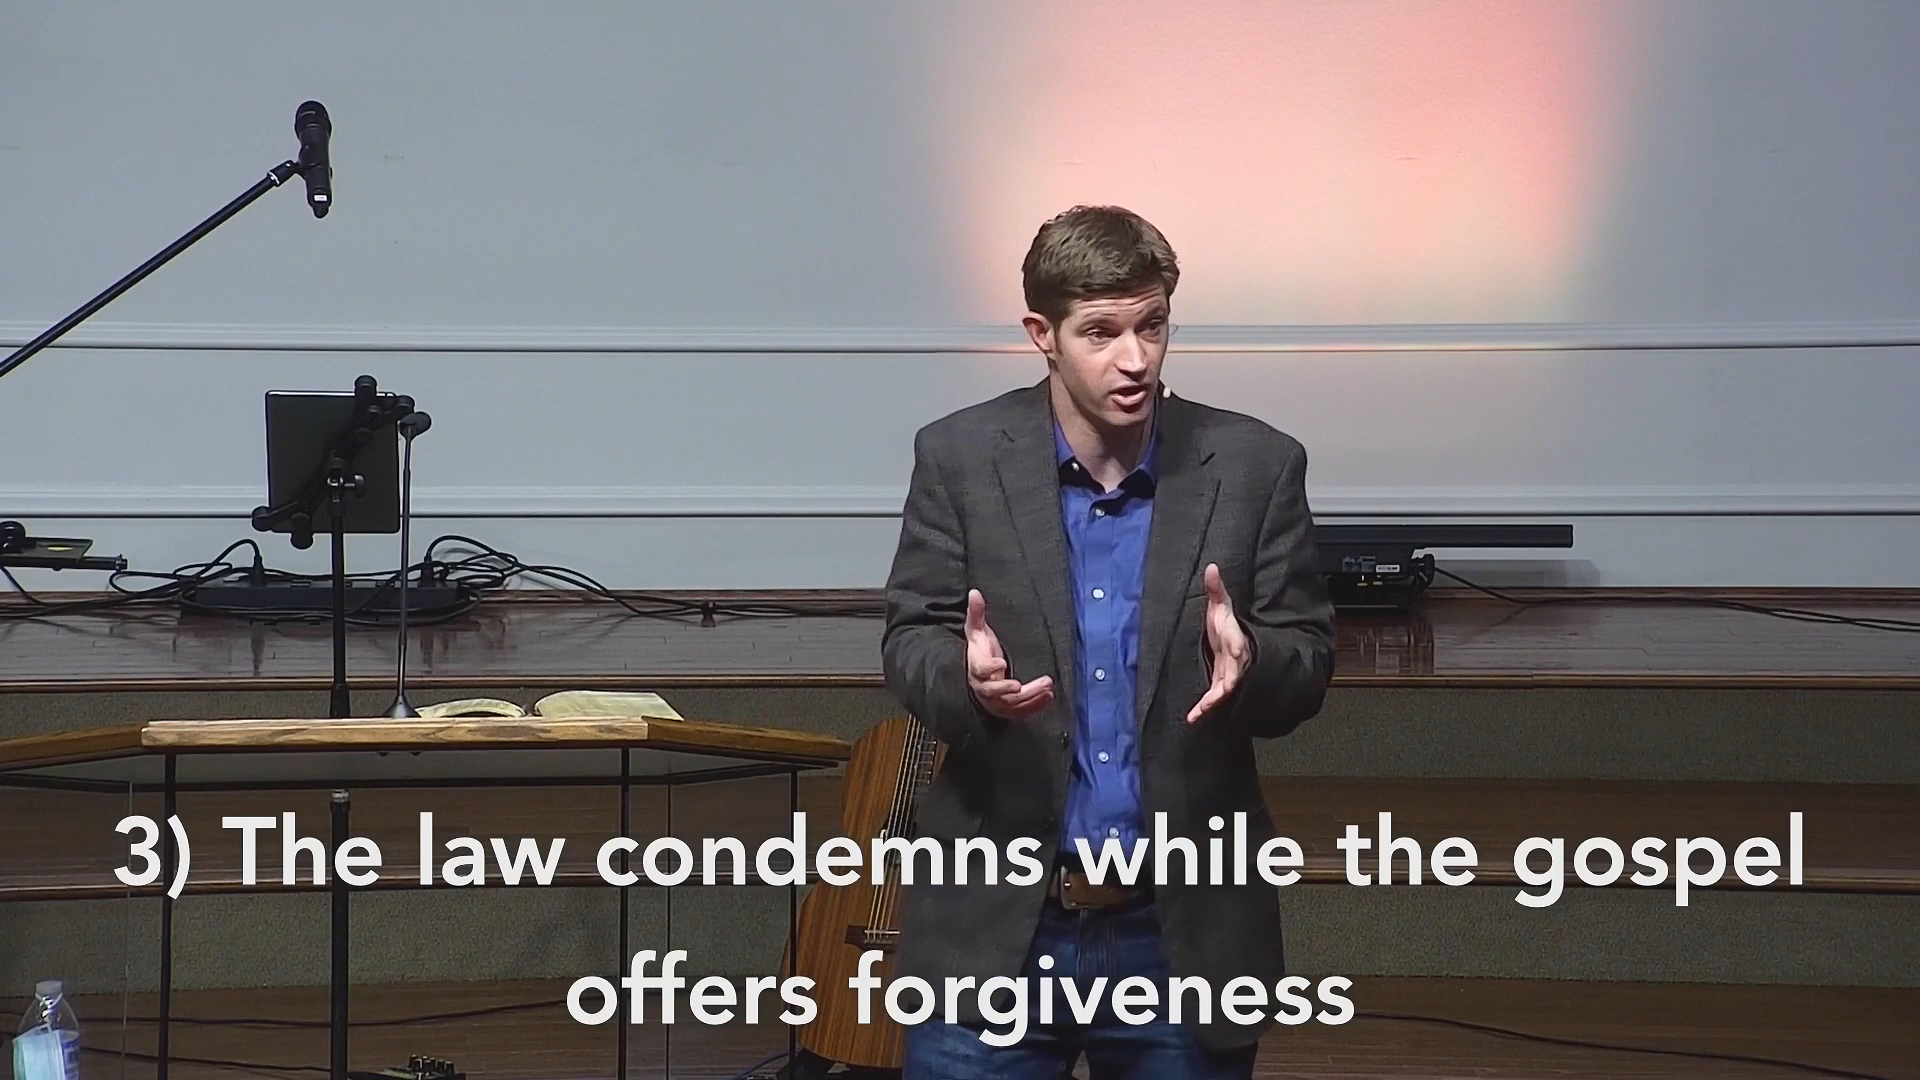 3) The law condemns while the gospel
offers forgiveness